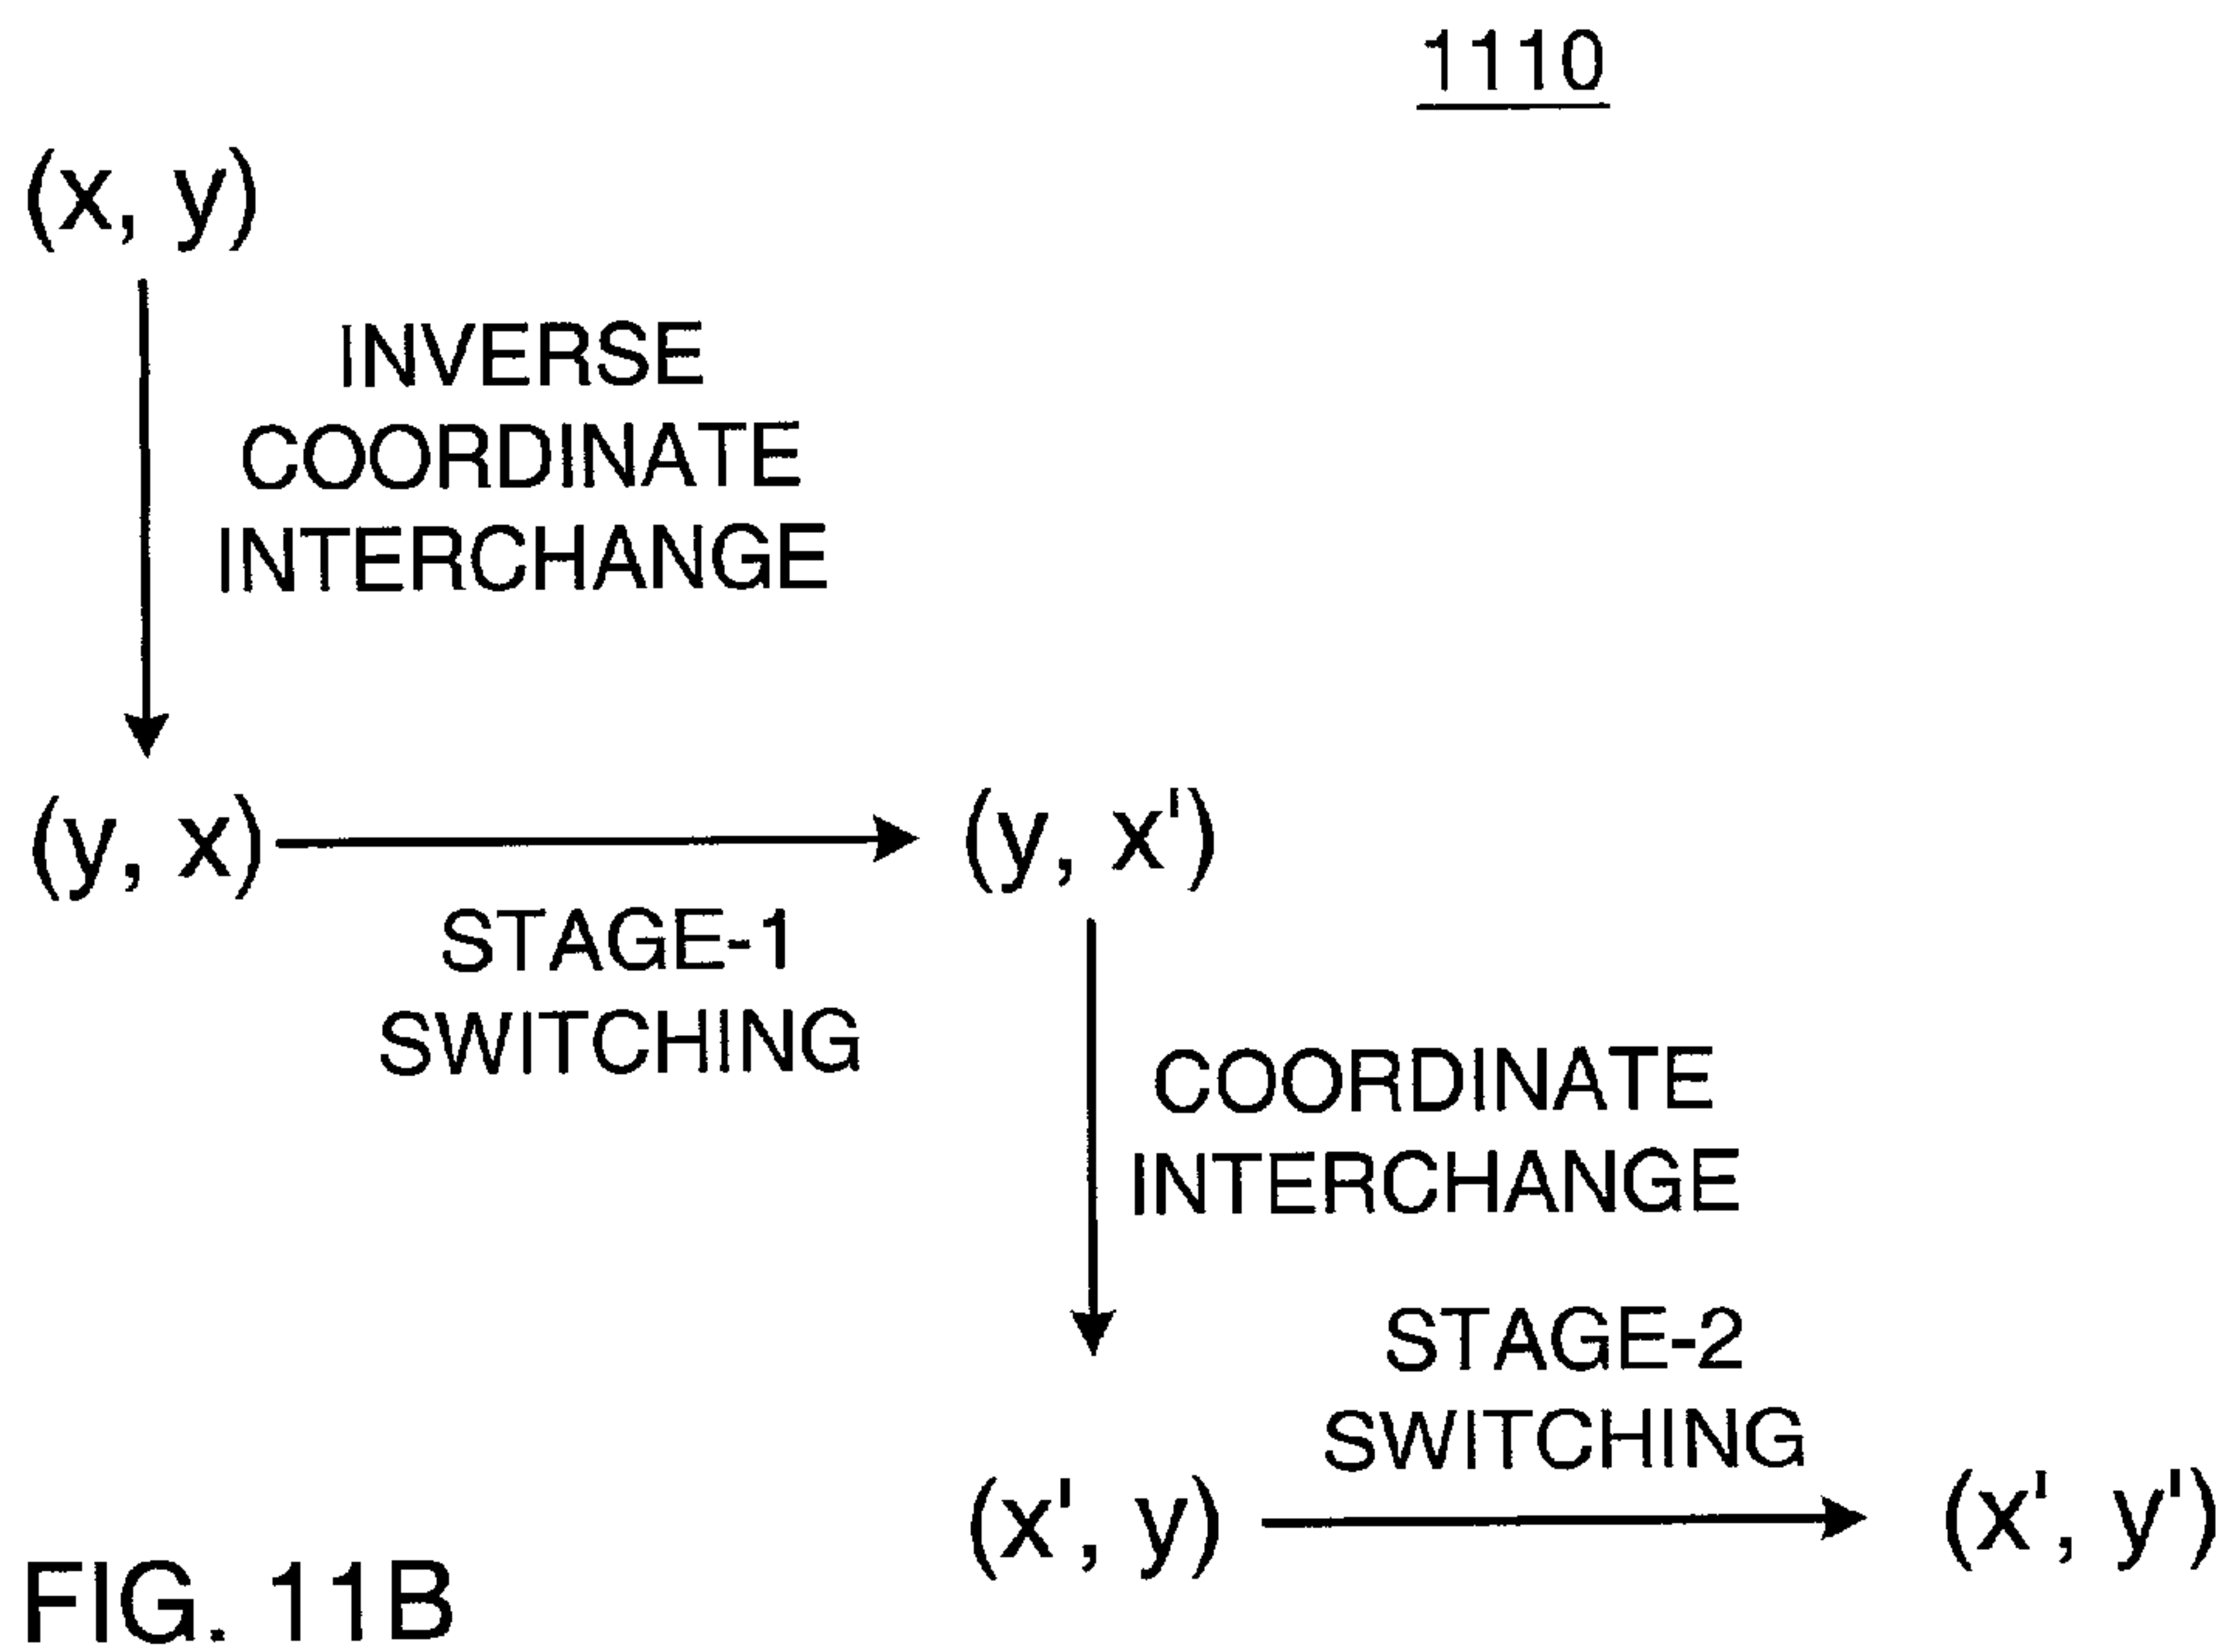 1110
(x, y)
INVERSE
COORDINATE
INTERCHANGE
(y, x)
(y, x')
STAGE-1
SWITCHING
COORDINATE
INTERCHANGE
STAGE-2
SWITCHING
(x', y)
(x', y')
FIG. 11B